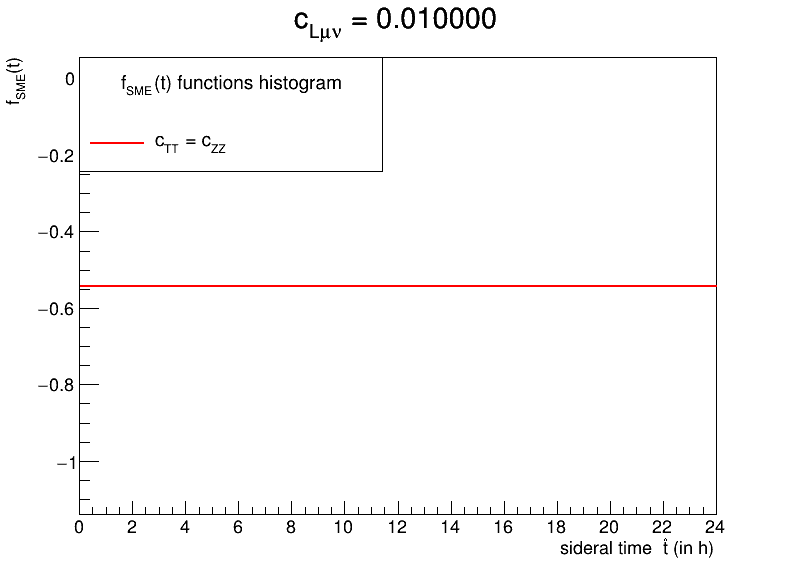 c_Lμν = 0.010000
f_SME(t)
f_SME(t) functions histogram
c_TT = c_ZZ
0
−0.2
−0.4
−0.6
−0.8
−1
0 2 4 6 8 10 12 14 16 18 20 22 24
sideral time t̂ (in h)